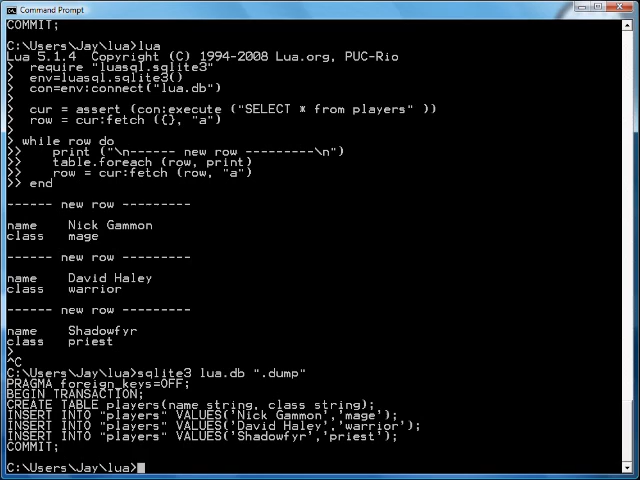 Command Prompt
COMMIT;
C:\Users\Jay\lua>lua
Lua 5.1.4  Copyright (C) 1994-2008 Lua.org, PUC-Rio
>  require "luasql.sqlite3"
>  env=luasql.sqlite3()
>  con=env:connect("lua.db")
>
>  cur = assert (con:execute ("SELECT * from players" ))
>  row = cur:fetch ({}, "a")
>
> while row do
>>    print ("\n------ new row ---------\n")
>>    table.foreach (row, print)
>>    row = cur:fetch (row, "a")
>> end
------ new row ---------
name    Nick Gammon
class   mage
------ new row ---------
name    David Haley
class   warrior
------ new row ---------
name    Shadowfyr
class   priest
>
^C
C:\Users\Jay\lua>sqlite3 lua.db ".dump"
PRAGMA foreign_keys=OFF;
BEGIN TRANSACTION;
CREATE TABLE players(name string, class string);
INSERT INTO "players" VALUES('Nick Gammon','mage');
INSERT INTO "players" VALUES('David Haley','warrior');
INSERT INTO "players" VALUES('Shadowfyr','priest');
COMMIT;
C:\Users\Jay\lua>